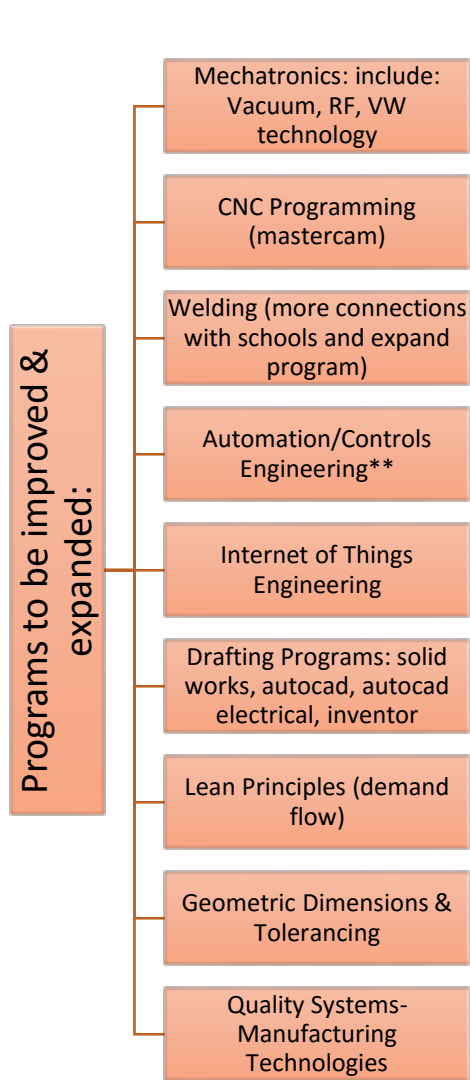 Programs to be improved &
expanded:
Mechatronics: include:
Vacuum, RF, VW
technology
CNC Programming
(mastercam)
Welding (more connections
with schools and expand
program)
Automation/Controls
Engineering**
Internet of Things
Engineering
Drafting Programs: solid
works, autocad, autocad
electrical, inventor
Lean Principles (demand
flow)
Geometric Dimensions &
Tolerancing
Quality Systems-
Manufacturing
Technologies